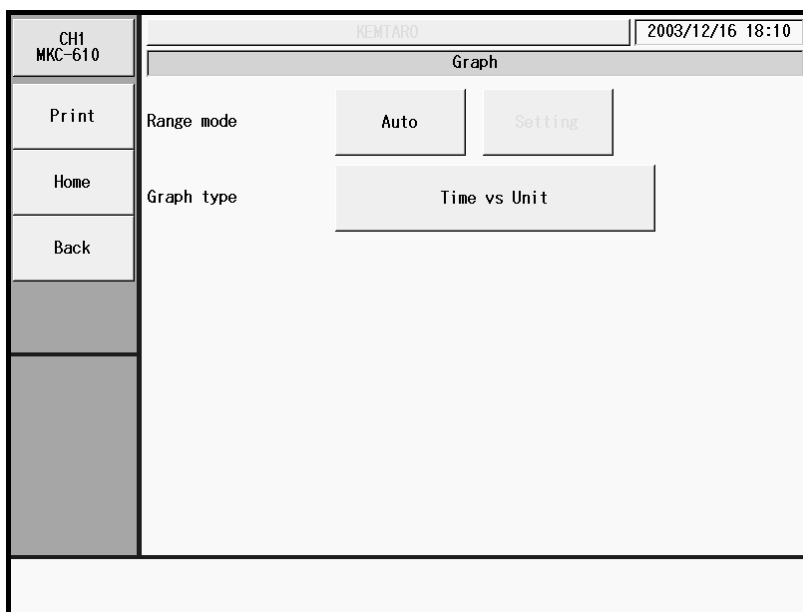 CH1
MKC-610
KEMTARO
2003/12/16 18:10
Graph
Print
Home
Back
Range mode
Auto
Setting
Graph type
Time vs Unit